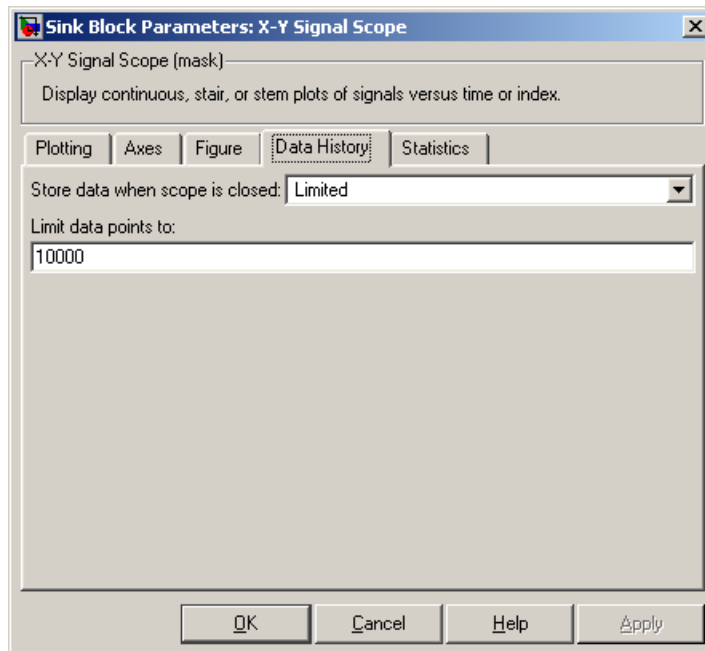 Sink Block Parameters: X-Y Signal Scope
X-Y Signal Scope (mask)
Display continuous, stair, or stem plots of signals versus time or index.
Plotting Axes Figure Data History Statistics
Store data when scope is closed: Limited
Limit data points to:
10000
OK Cancel Help Apply